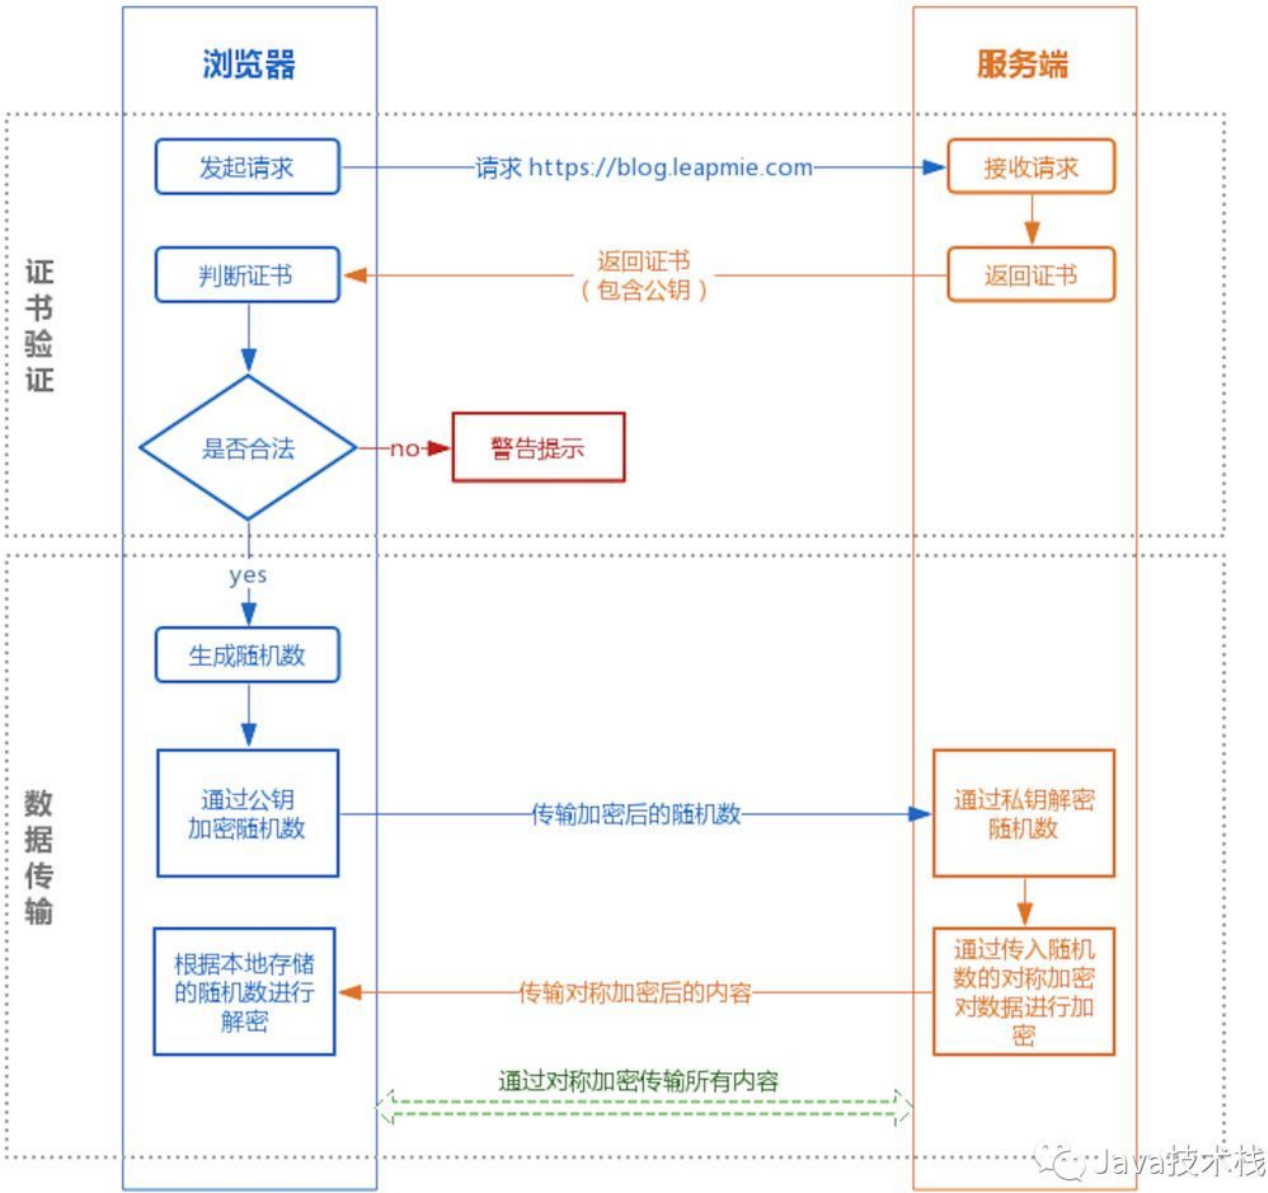 浏览器
服务端
证书验证
发起请求
请求 https://blog.leapmie.com
接收请求
判断证书
返回证书
（包含公钥）
返回证书
是否合法
no
警告提示
yes
数据传输
生成随机数
通过公钥
加密随机数
传输加密后的随机数
通过私钥解密
随机数
根据本地存储
的随机数进行
解密
传输对称加密后的内容
通过传入随机
数的对称加密
对数据进行加
密
通过对称加密传输所有内容
Java技术栈